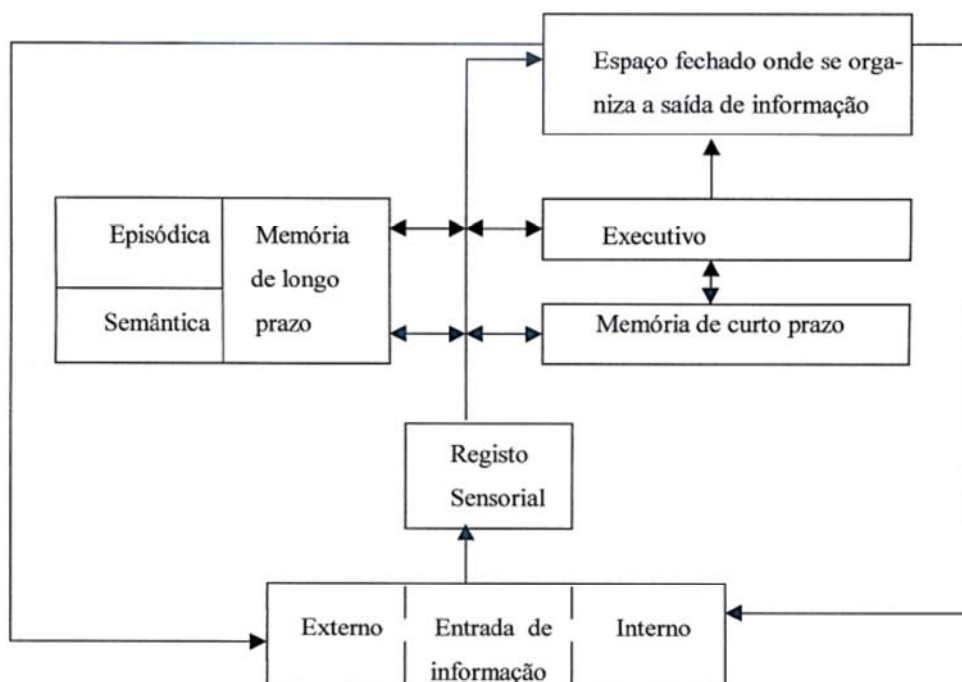 Espaço fechado onde se orga-
niza a saída de informação
Episódica
Semântica
Memória
de longo
prazo
Executivo
Memória de curto prazo
Registo
Sensorial
Externo
Entrada de
informação
Interno